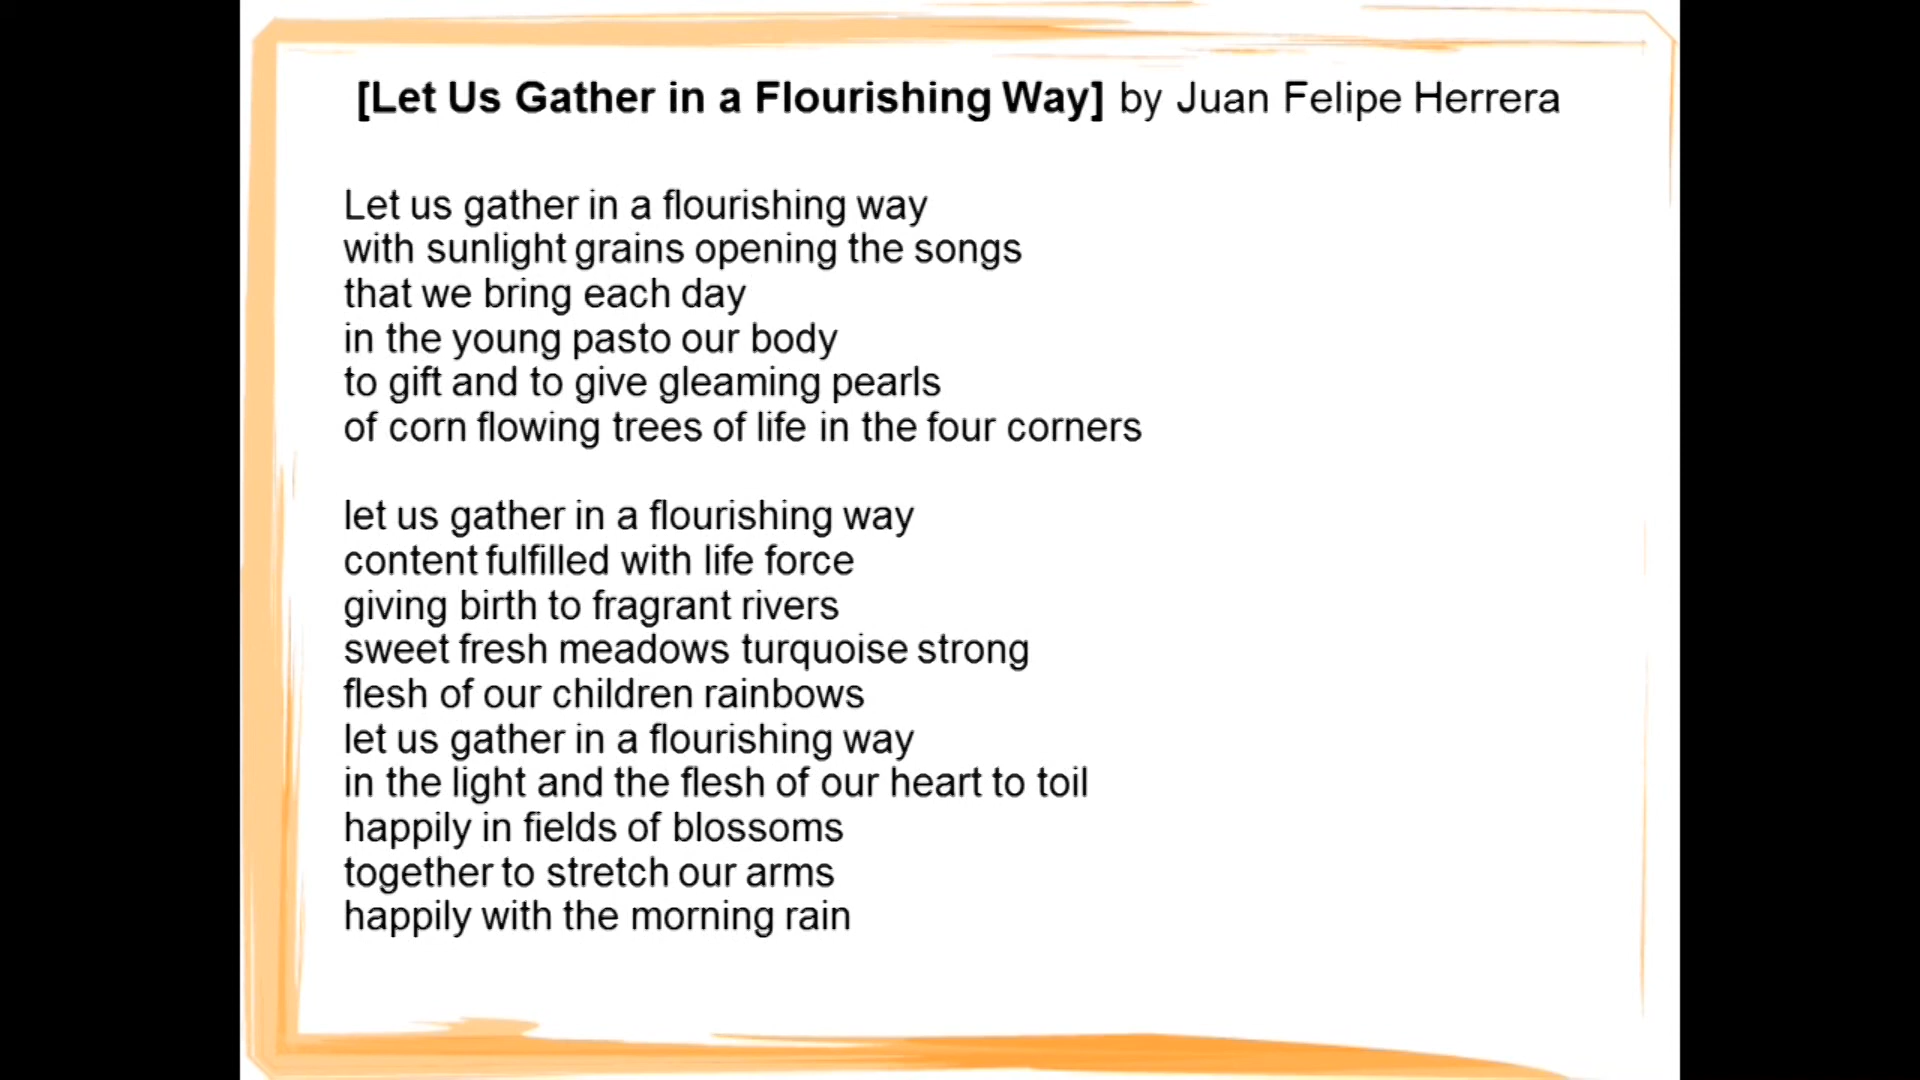 [Let Us Gather in a Flourishing Way] by Juan Felipe Herrera
Let us gather in a flourishing way
with sunlight grains opening the songs
that we bring each day
in the young pasto our body
to gift and to give gleaming pearls
of corn flowing trees of life in the four corners
let us gather in a flourishing way
content fulfilled with life force
giving birth to fragrant rivers
sweet fresh meadows turquoise strong
flesh of our children rainbows
let us gather in a flourishing way
in the light and the flesh of our heart to toil
happily in fields of blossoms
together to stretch our arms
happily with the morning rain